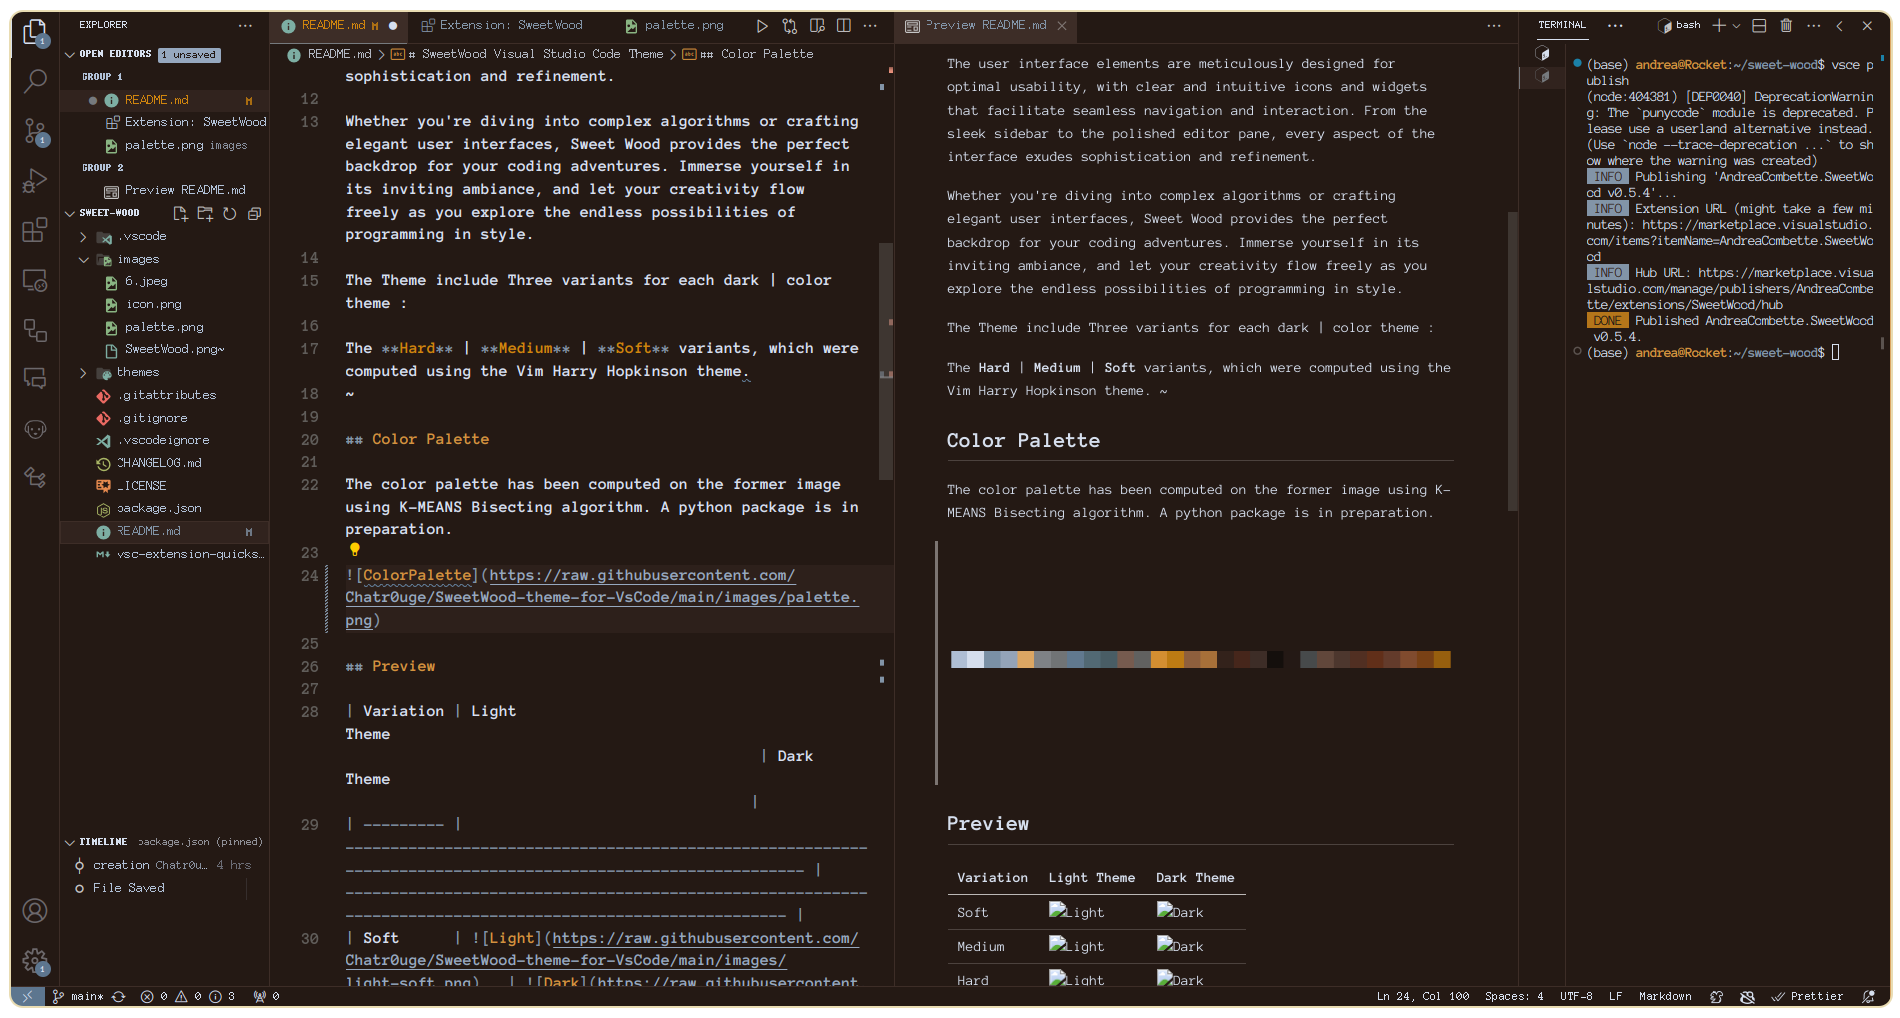 EXPLORER
OPEN EDITORS 1 unsaved
GROUP 1
README.md M
Extension: SweetWood
palette.png images
GROUP 2
Preview README.md
SWEET-WOOD
.vscode
images
6.jpeg
icon.png
palette.png
SweetWood.png~
themes
.gitattributes
.gitignore
.vscodeignore
CHANGELOG.md
LICENSE
package.json
README.md M
vsc-extension-quicks...
TIMELINE package.json (pinned)
creation Chatr0u... 4 hrs
File Saved
README.md M
Extension: SweetWood
palette.png
README.md > # SweetWood Visual Studio Code Theme > ## Color Palette
sophistication and refinement.
12
13 Whether you're diving into complex algorithms or crafting
elegant user interfaces, Sweet Wood provides the perfect
backdrop for your coding adventures. Immerse yourself in
its inviting ambiance, and let your creativity flow
freely as you explore the endless possibilities of
programming in style.
14
15 The Theme include Three variants for each dark | color
theme :
16
17 The **Hard** | **Medium** | **Soft** variants, which were
computed using the Vim Harry Hopkinson theme.
18 ~
19
20 ## Color Palette
21
22 The color palette has been computed on the former image
using K-MEANS Bisecting algorithm. A python package is in
preparation.
23
24 ![ColorPalette](https://raw.githubusercontent.com/
Chatr0uge/SweetWood-theme-for-VsCode/main/images/palette.
png)
25
26 ## Preview
27
28 | Variation | Light
Theme
| Dark
Theme
|
29 | --------- |
----------------------------------------------------------
--------------------------------------------------- |
----------------------------------------------------------
------------------------------------------------- |
30 | Soft | ![Light](https://raw.githubusercontent.com/
Chatr0uge/SweetWood-theme-for-VsCode/main/images/
light-soft.png) | ![Dark](https://raw.githubusercontent.
Preview README.md
The user interface elements are meticulously designed for
optimal usability, with clear and intuitive icons and widgets
that facilitate seamless navigation and interaction. From the
sleek sidebar to the polished editor pane, every aspect of the
interface exudes sophistication and refinement.
Whether you're diving into complex algorithms or crafting
elegant user interfaces, Sweet Wood provides the perfect
backdrop for your coding adventures. Immerse yourself in its
inviting ambiance, and let your creativity flow freely as you
explore the endless possibilities of programming in style.
The Theme include Three variants for each dark | color theme :
The Hard | Medium | Soft variants, which were computed using the
Vim Harry Hopkinson theme. ~
Color Palette
The color palette has been computed on the former image using K-
MEANS Bisecting algorithm. A python package is in preparation.
Preview
Variation Light Theme Dark Theme
Soft Light Dark
Medium Light Dark
Hard Light Dark
TERMINAL
bash
(base) andrea@Rocket:~/sweet-wood$ vsce p
ublish
(node:404381) [DEP0040] DeprecationWarnin
g: The `punycode` module is deprecated. P
lease use a userland alternative instead.
(Use `node --trace-deprecation ...` to sh
ow where the warning was created)
INFO Publishing 'AndreaCombette.SweetWo
od v0.5.4'...
INFO Extension URL (might take a few mi
nutes): https://marketplace.visualstudio.
com/items?itemName=AndreaCombette.SweetWo
od
INFO Hub URL: https://marketplace.visua
lstudio.com/manage/publishers/AndreaCombe
tte/extensions/SweetWood/hub
DONE Published AndreaCombette.SweetWood
v0.5.4.
(base) andrea@Rocket:~/sweet-wood$
main* 0 0 3 0
Ln 24, Col 100 Spaces: 4 UTF-8 LF Markdown Prettier